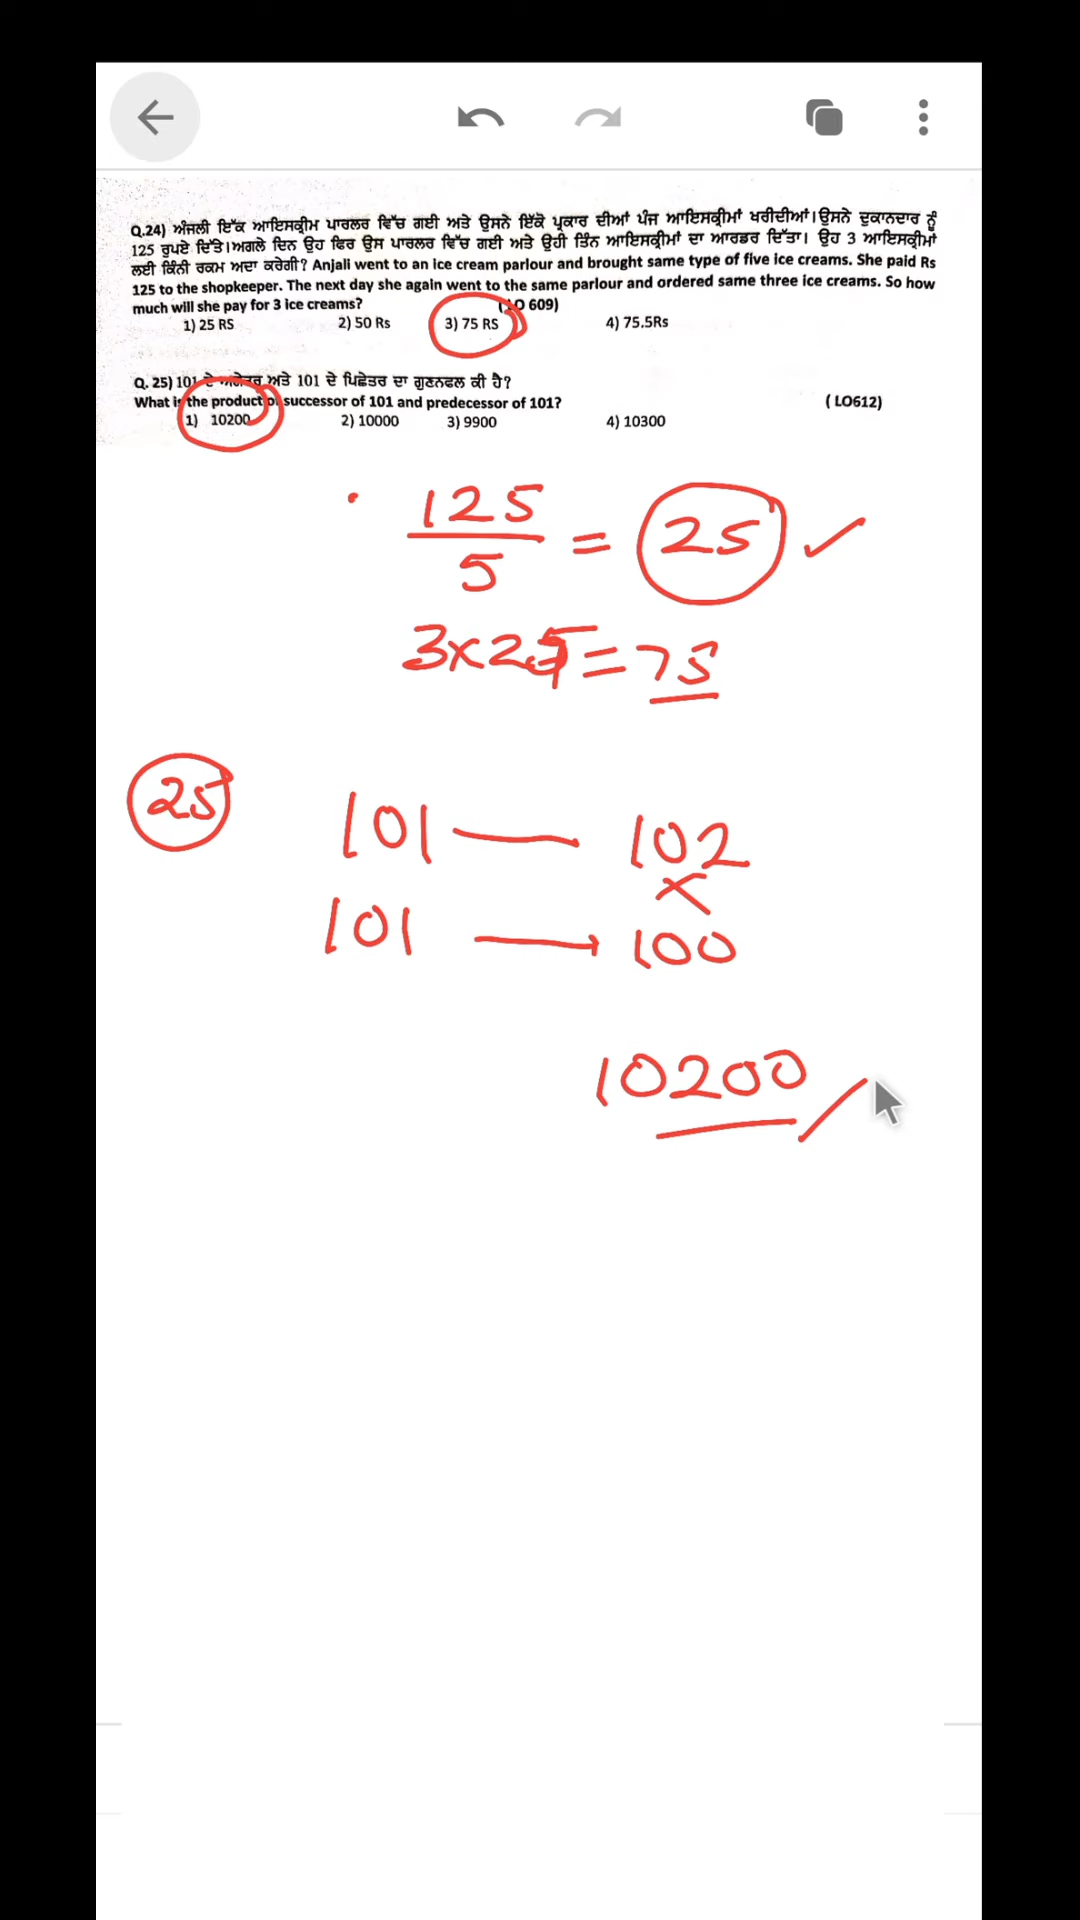 Q.24) ਅੰਜਲੀ ਇੱਕ ਆਇਸਕ੍ਰੀਮ ਪਾਰਲਰ ਵਿੱਚ ਗਈ ਅਤੇ ਉਸਨੇ ਇੱਕੋ ਪ੍ਰਕਾਰ ਦੀਆਂ ਪੰਜ ਆਇਸਕ੍ਰੀਮਾਂ ਖਰੀਦੀਆਂ।ਉਸਨੇ ਦੁਕਾਨਦਾਰ ਨੂੰ
125 ਰੁਪਏ ਦਿੱਤੇ।ਅਗਲੇ ਦਿਨ ਉਹ ਫਿਰ ਉਸ ਪਾਰਲਰ ਵਿੱਚ ਗਈ ਅਤੇ ਉਹੀ ਤਿੰਨ ਆਇਸਕ੍ਰੀਮਾਂ ਦਾ ਆਰਡਰ ਦਿੱਤਾ। ਉਹ 3 ਆਇਸਕ੍ਰੀਮਾਂ
ਲਈ ਕਿੰਨੀ ਰਕਮ ਅਦਾ ਕਰੇਗੀ? Anjali went to an ice cream parlour and brought same type of five ice creams. She paid Rs
125 to the shopkeeper. The next day she again went to the same parlour and ordered same three ice creams. So how
much will she pay for 3 ice creams? (LO 609)
1) 25 RS 2) 50 Rs 3) 75 RS 4) 75.5Rs
Q. 25) 101 ਦੇ ਅਤੇ 101 ਦੇ ਪਿਛੇਤਰ ਦਾ ਗੁਣਨਫਲ ਕੀ ਹੈ?
What is the product of successor of 101 and predecessor of 101? ( LO612)
1) 10200 2) 10000 3) 9900 4) 10300
125
5
= 25
3x25=75
25
101 102
x
101 → 100
10200